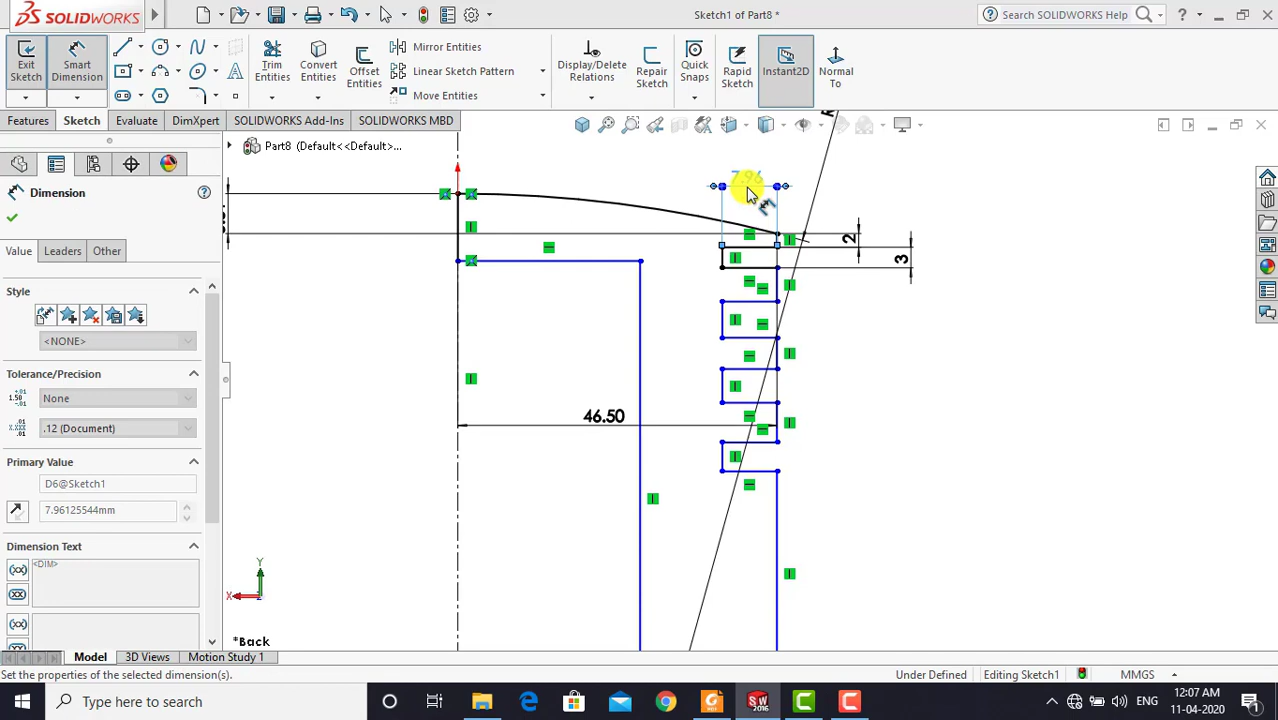 SOLIDWORKS
Sketch1 of Part8 *
Search SOLIDWORKS Help
Exit Sketch
Smart Dimension
Trim Entities
Convert Entities
Offset Entities
Mirror Entities
Linear Sketch Pattern
Move Entities
Display/Delete Relations
Repair Sketch
Quick Snaps
Rapid Sketch
Instant2D
Normal To
Features
Sketch
Evaluate
DimXpert
SOLIDWORKS Add-Ins
SOLIDWORKS MBD
Part8 (Default<<Default>...
Dimension
Value
Leaders
Other
Style
<NONE>
Tolerance/Precision
None
.12 (Document)
Primary Value
D6@Sketch1
7.96125544mm
Dimension Text
<DIM>
7.96
2
3
46.50
R
Y
X
*Back
Model
3D Views
Motion Study 1
Set the properties of the selected dimension(s).
Under Defined
Editing Sketch1
MMGS
Type here to search
ENG
12:07 AM
11-04-2020